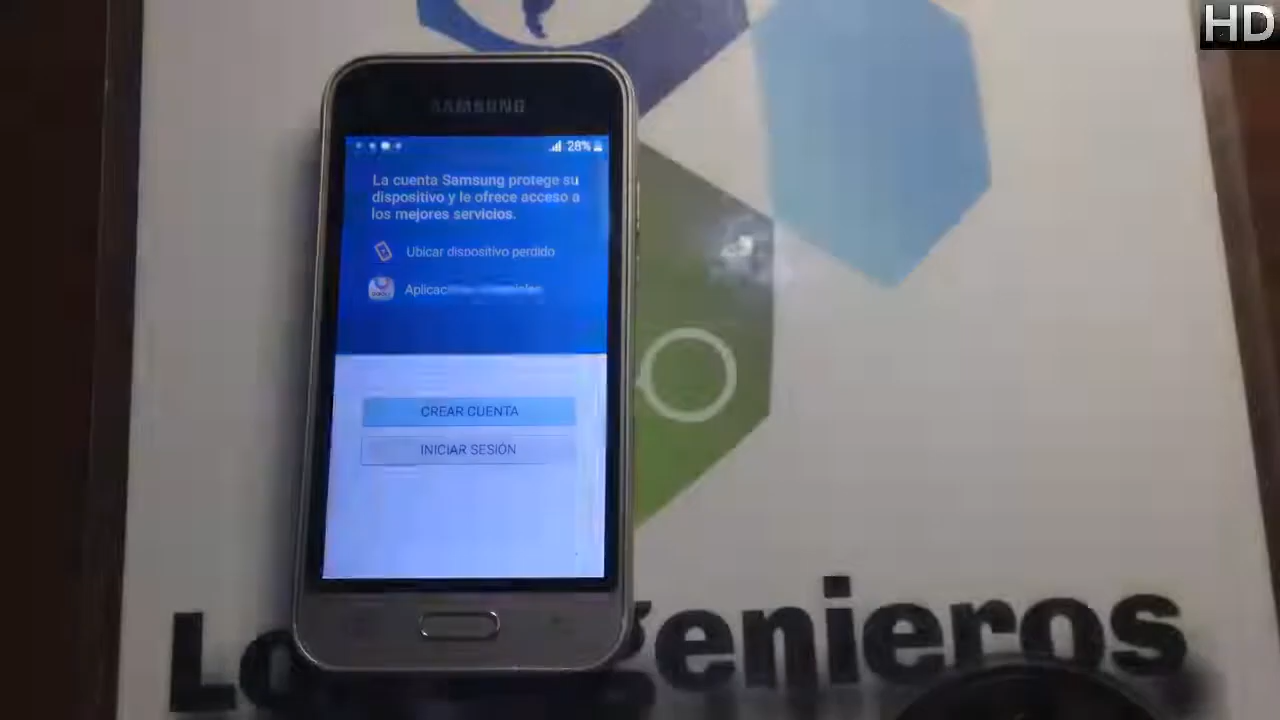 HD
SAMSUNG
28%
La cuenta Samsung protege su
dispositivo y le ofrece acceso a
los mejores servicios.
Ubicar dispositivo perdido
CREAR CUENTA
INICIAR SESIÓN